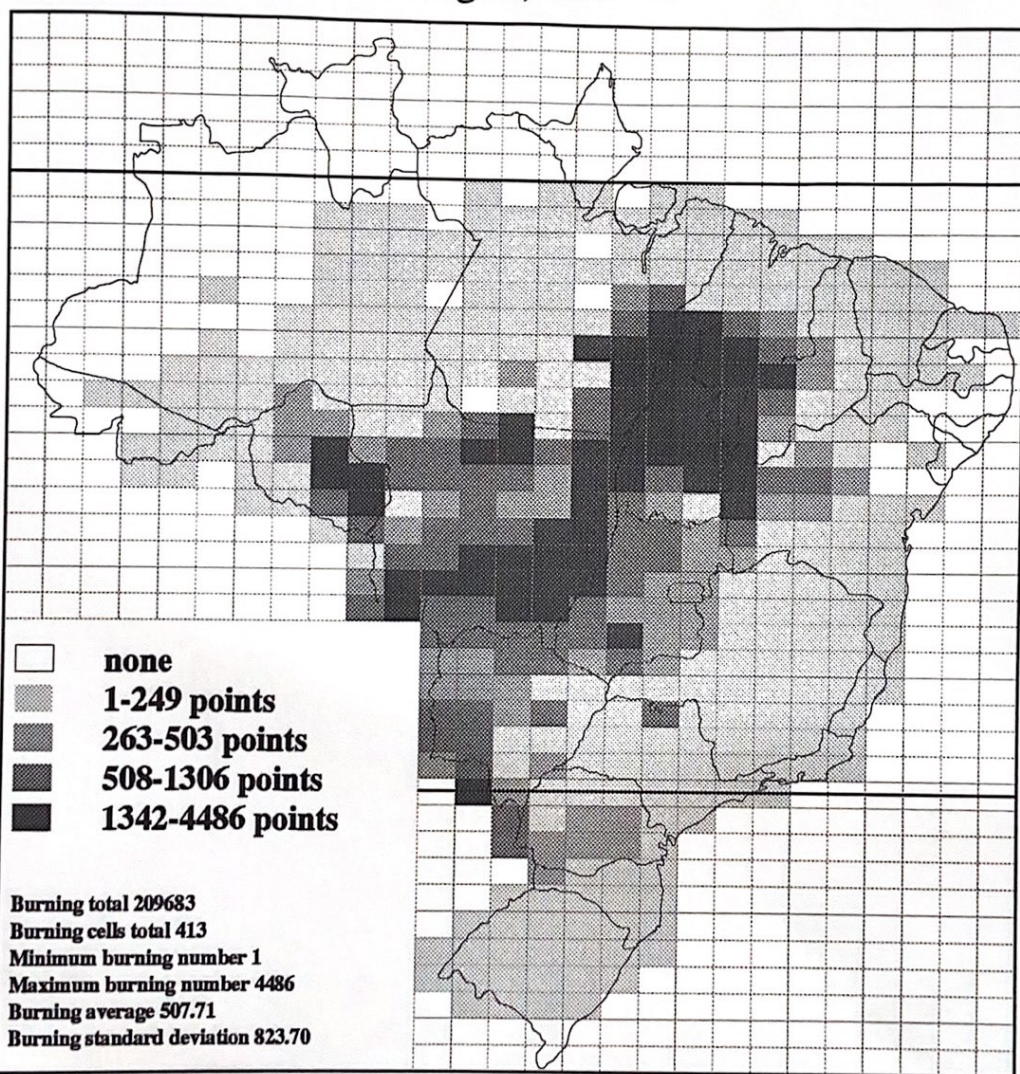 none
1-249 points
263-503 points
508-1306 points
1342-4486 points
Burning total 209683
Burning cells total 413
Minimum burning number 1
Maximum burning number 4486
Burning average 507.71
Burning standard deviation 823.70